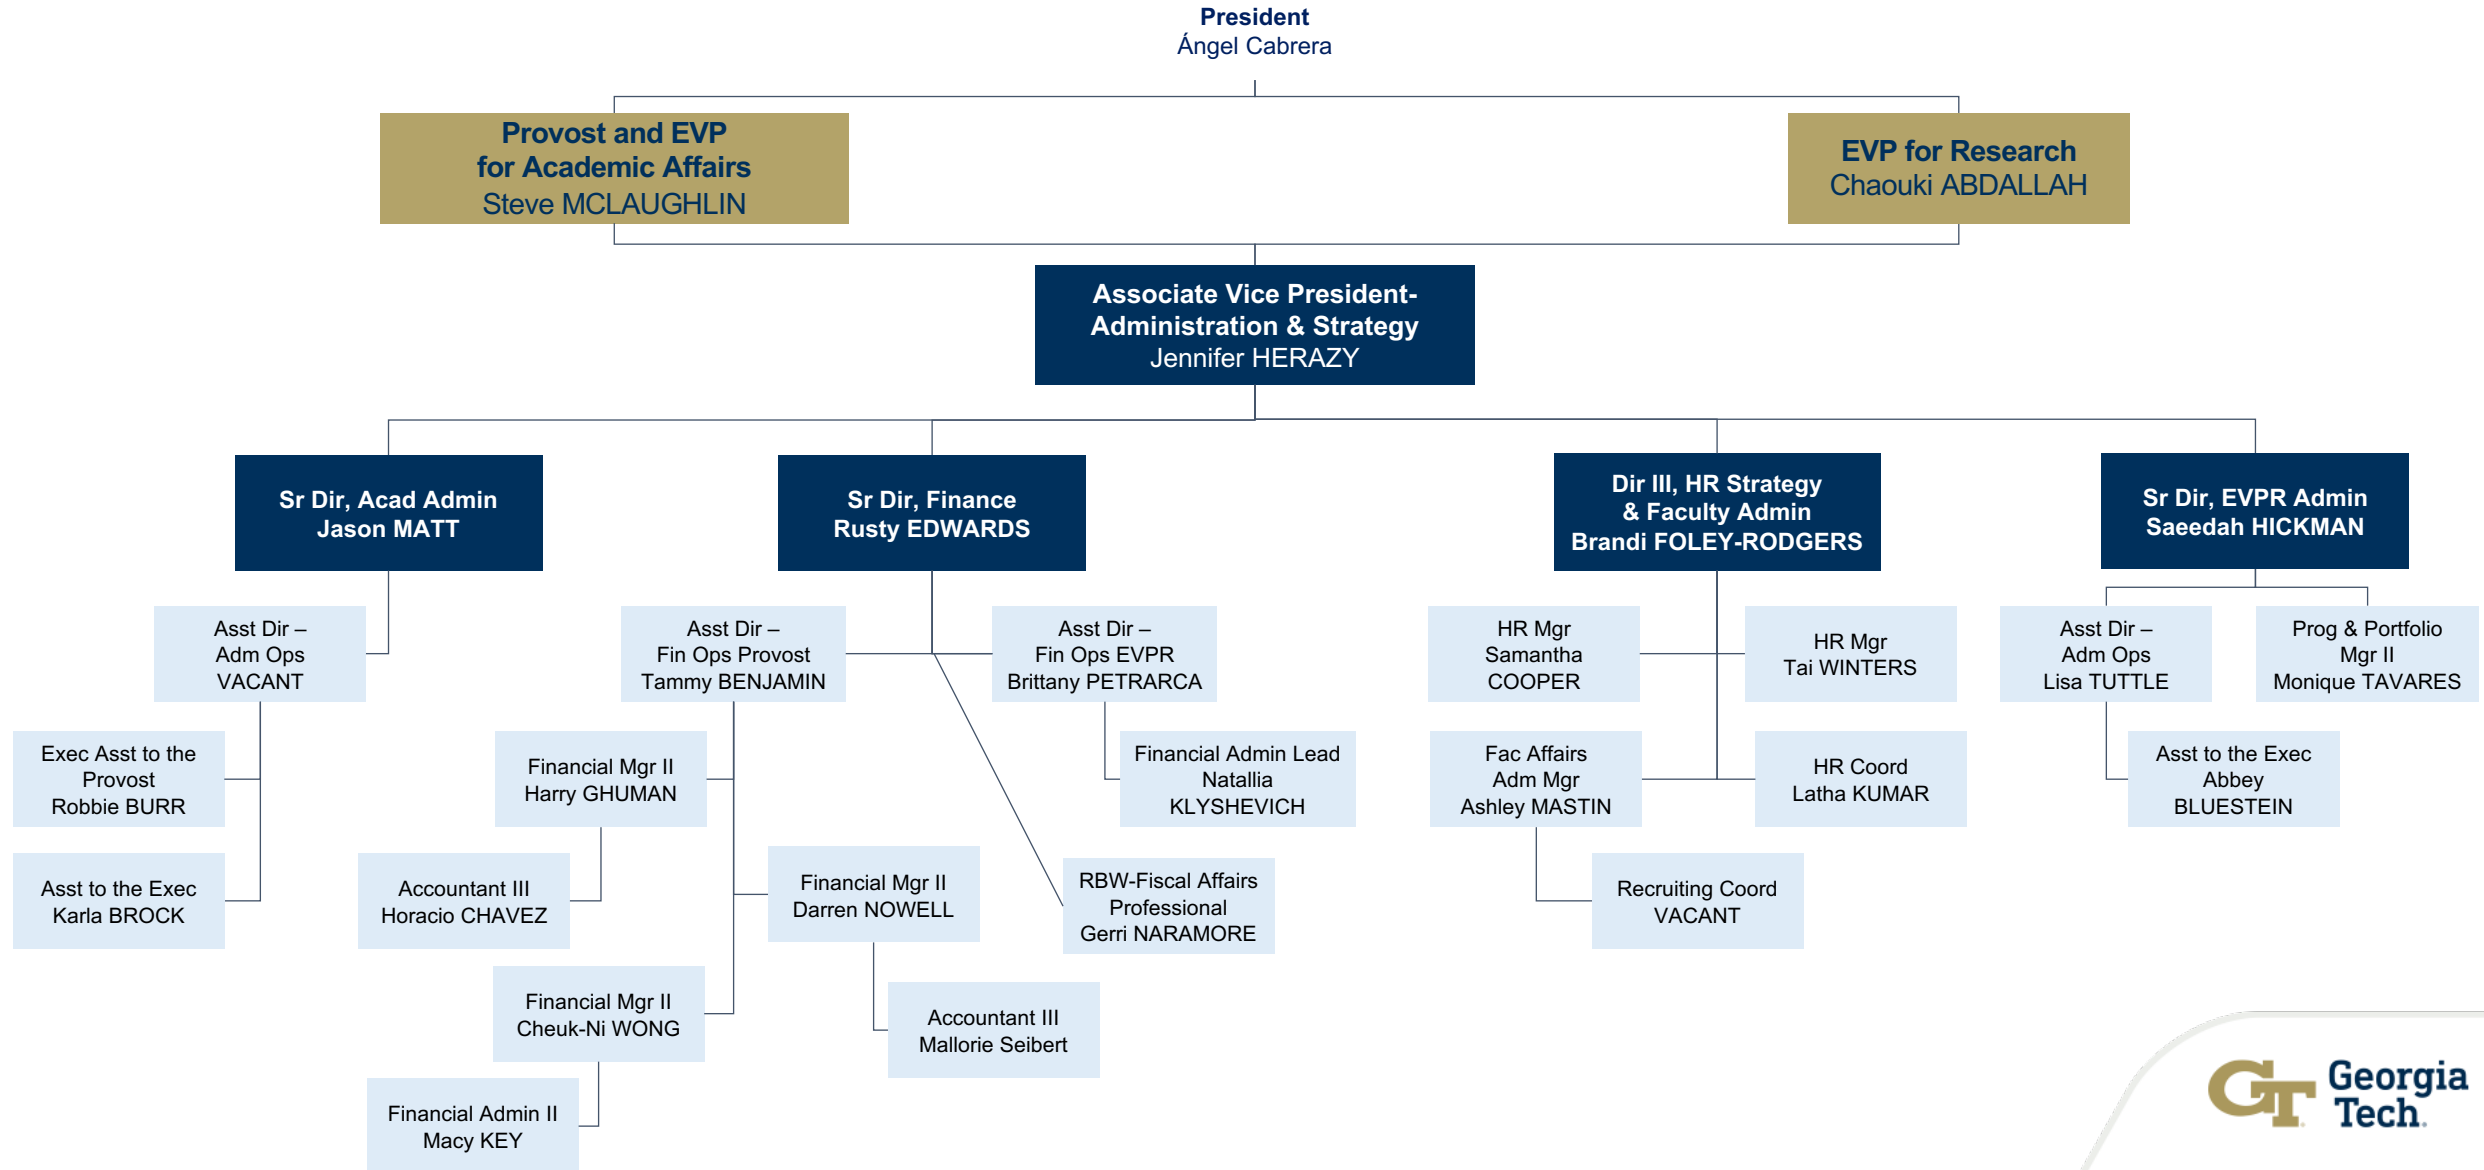 President
Ángel Cabrera
Provost and EVP
for Academic Affairs
Steve MCLAUGHLIN
EVP for Research
Chaouki ABDALLAH
Associate Vice President-
Administration & Strategy
Jennifer HERAZY
Sr Dir, Acad Admin
Jason MATT
Sr Dir, Finance
Rusty EDWARDS
Dir III, HR Strategy
& Faculty Admin
Brandi FOLEY-RODGERS
Sr Dir, EVPR Admin
Saeedah HICKMAN
Asst Dir –
Adm Ops
VACANT
Asst Dir –
Fin Ops Provost
Tammy BENJAMIN
Asst Dir –
Fin Ops EVPR
Brittany PETRARCA
HR Mgr
Samantha
COOPER
HR Mgr
Tai WINTERS
Asst Dir –
Adm Ops
Lisa TUTTLE
Prog & Portfolio
Mgr II
Monique TAVARES
Exec Asst to the
Provost
Robbie BURR
Financial Mgr II
Harry GHUMAN
Financial Admin Lead
Natallia
KLYSHEVICH
Fac Affairs
Adm Mgr
Ashley MASTIN
HR Coord
Latha KUMAR
Asst to the Exec
Abbey
BLUESTEIN
Asst to the Exec
Karla BROCK
Accountant III
Horacio CHAVEZ
Financial Mgr II
Darren NOWELL
RBW-Fiscal Affairs
Professional
Gerri NARAMORE
Recruiting Coord
VACANT
Financial Mgr II
Cheuk-Ni WONG
Accountant III
Mallorie Seibert
Financial Admin II
Macy KEY
GT
Georgia
Tech.